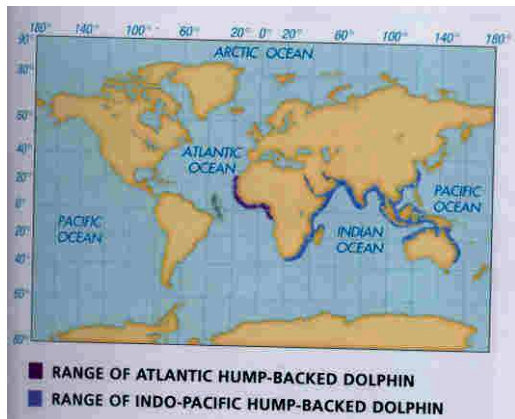 180° 140° 60° 20° 0° 20° 60° 100° 140° 180°
90°
ARCTIC OCEAN
80°
60°
ATLANTIC
OCEAN
40°
20°
PACIFIC
OCEAN
0°
INDIAN
OCEAN
PACIFIC
OCEAN
20°
40°
60°
80°
RANGE OF ATLANTIC HUMP-BACKED DOLPHIN
RANGE OF INDO-PACIFIC HUMP-BACKED DOLPHIN